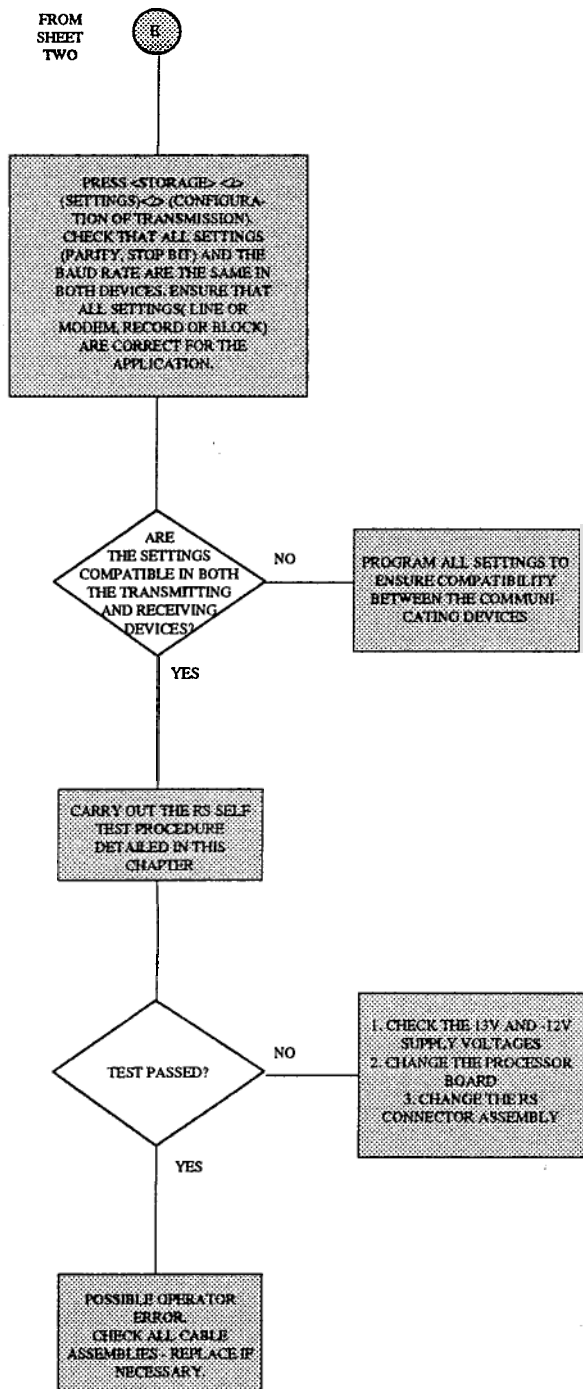 FROM
SHEET
TWO
E
PRESS <STORAGE> <2>
(SETTINGS)<2> (CONFIGURA-
TION OF TRANSMISSION).
CHECK THAT ALL SETTINGS
(PARITY, STOP BIT) AND THE
BAUD RATE ARE THE SAME IN
BOTH DEVICES. ENSURE THAT
ALL SETTINGS( LINE OR
MODEM, RECORD OR BLOCK)
ARE CORRECT FOR THE
APPLICATION.
ARE
THE SETTINGS
COMPATIBLE IN BOTH
THE TRANSMITTING
AND RECEIVING
DEVICES?
NO
PROGRAM ALL SETTINGS TO
ENSURE COMPATIBILITY
BETWEEN THE COMMUNI-
CATING DEVICES
YES
CARRY OUT THE RS SELF
TEST PROCEDURE
DETAILED IN THIS
CHAPTER
TEST PASSED?
NO
1. CHECK THE 13V AND -12V
SUPPLY VOLTAGES
2. CHANGE THE PROCESSOR
BOARD
3. CHANGE THE RS
CONNECTOR ASSEMBLY
YES
POSSIBLE OPERATOR
ERROR.
CHECK ALL CABLE
ASSEMBLIES - REPLACE IF
NECESSARY.